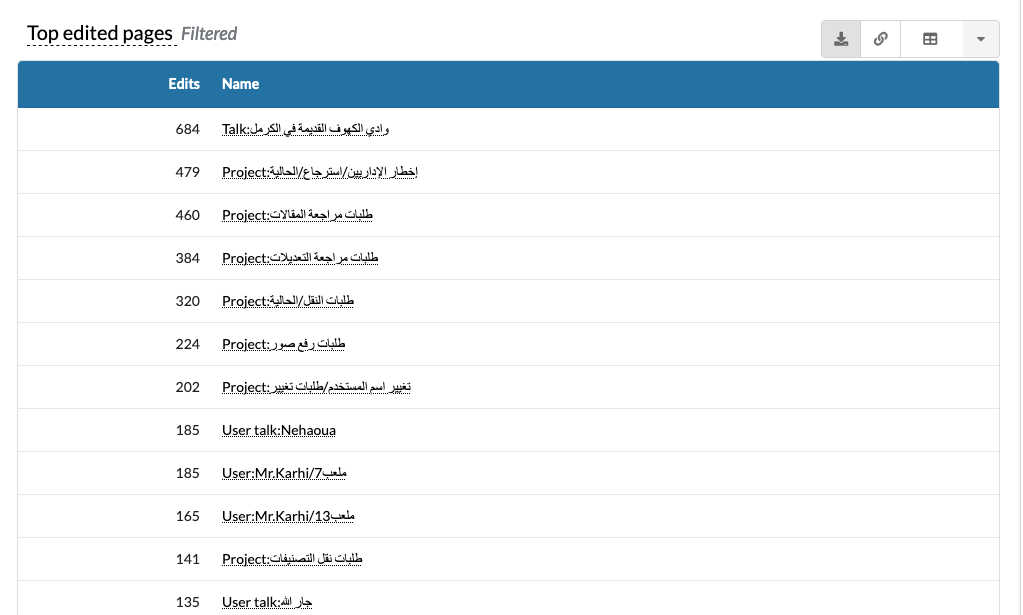 Top edited pages Filtered
Edits Name
684 Talk:وادي الكهوف القديمة في الكرمل
479 Project:إخطار الإداريين/استرجاع/الحالية
460 Project:طلبات مراجعة المقالات
384 Project:طلبات مراجعة التعديلات
320 Project:طلبات النقل/الحالية
224 Project:طلبات رفع صور
202 Project:تغيير اسم المستخدم/طلبات تغيير
185 User talk:Nehaoua
185 User:Mr.Karhi/ملعب7
165 User:Mr.Karhi/ملعب13
141 Project:طلبات نقل التصنيفات
135 User talk:جار الله